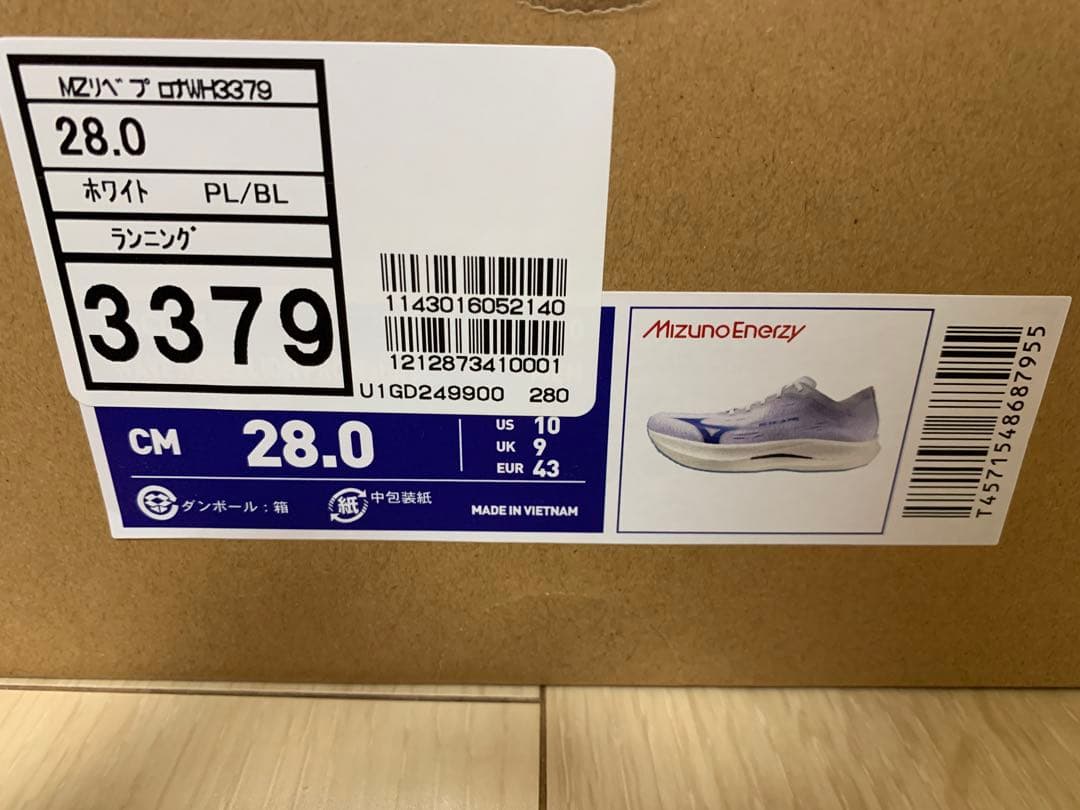 MZリベプ ロナWH3379
28.0
ホワイト PL/BL
ランニング
3379
1143016052140
1212873410001
U1GD249900 280
CM 28.0
US 10
UK 9
EUR 43
ダンボール：箱
紙 中包装紙
MADE IN VIETNAM
MizunoEnerzy
T4571548687955